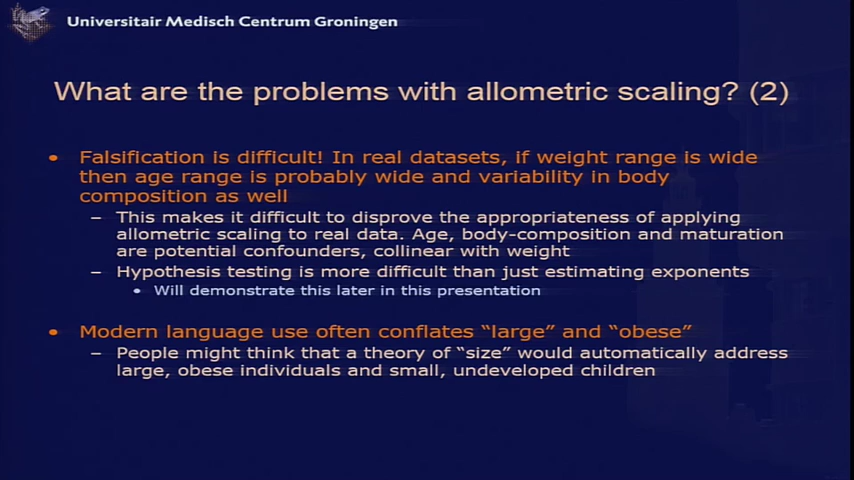 Universitair Medisch Centrum Groningen
What are the problems with allometric scaling? (2)
• Falsification is difficult! In real datasets, if weight range is wide
then age range is probably wide and variability in body
composition as well
– This makes it difficult to disprove the appropriateness of applying
allometric scaling to real data. Age, body-composition and maturation
are potential confounders, collinear with weight
– Hypothesis testing is more difficult than just estimating exponents
• Will demonstrate this later in this presentation
• Modern language use often conflates “large” and “obese”
– People might think that a theory of “size” would automatically address
large, obese individuals and small, undeveloped children